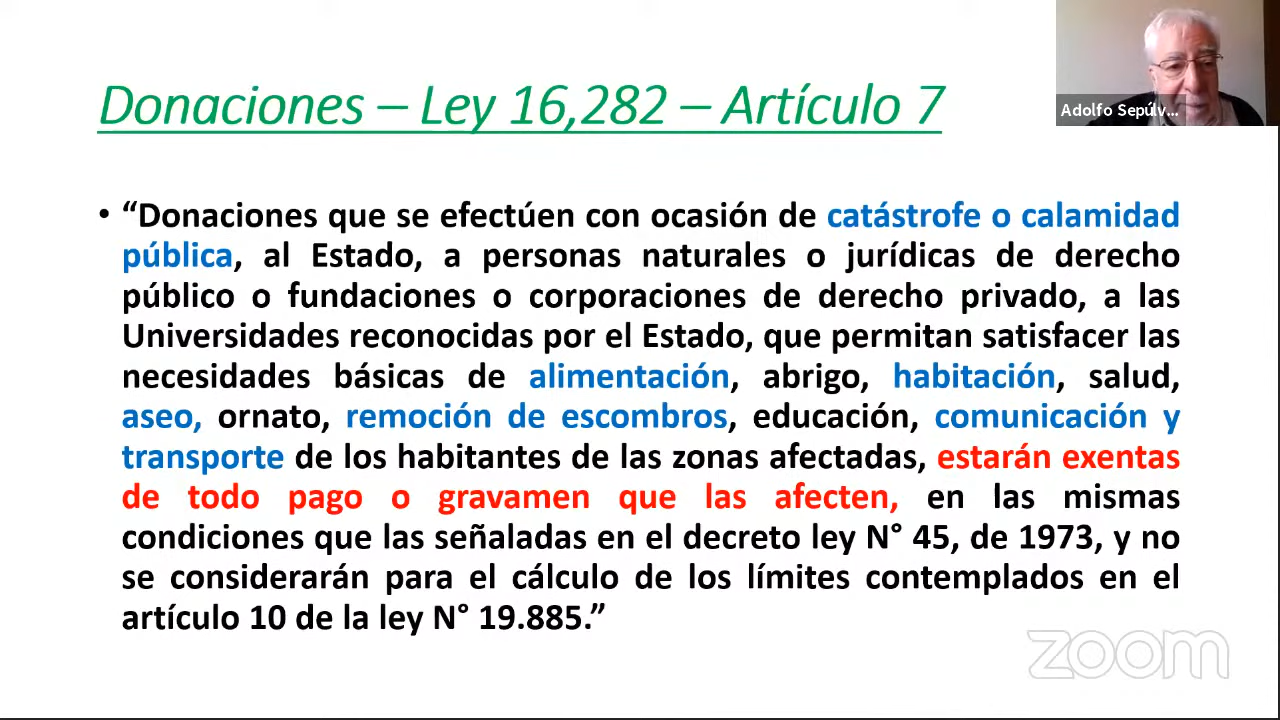 Adolfo Sepúlv...
Donaciones – Ley 16,282 – Artículo 7
• “Donaciones que se efectúen con ocasión de catástrofe o calamidad
pública, al Estado, a personas naturales o jurídicas de derecho
público o fundaciones o corporaciones de derecho privado, a las
Universidades reconocidas por el Estado, que permitan satisfacer las
necesidades básicas de alimentación, abrigo, habitación, salud,
aseo, ornato, remoción de escombros, educación, comunicación y
transporte de los habitantes de las zonas afectadas, estarán exentas
de todo pago o gravamen que las afecten, en las mismas
condiciones que las señaladas en el decreto ley N° 45, de 1973, y no
se considerarán para el cálculo de los límites contemplados en el
artículo 10 de la ley N° 19.885.”
zoom